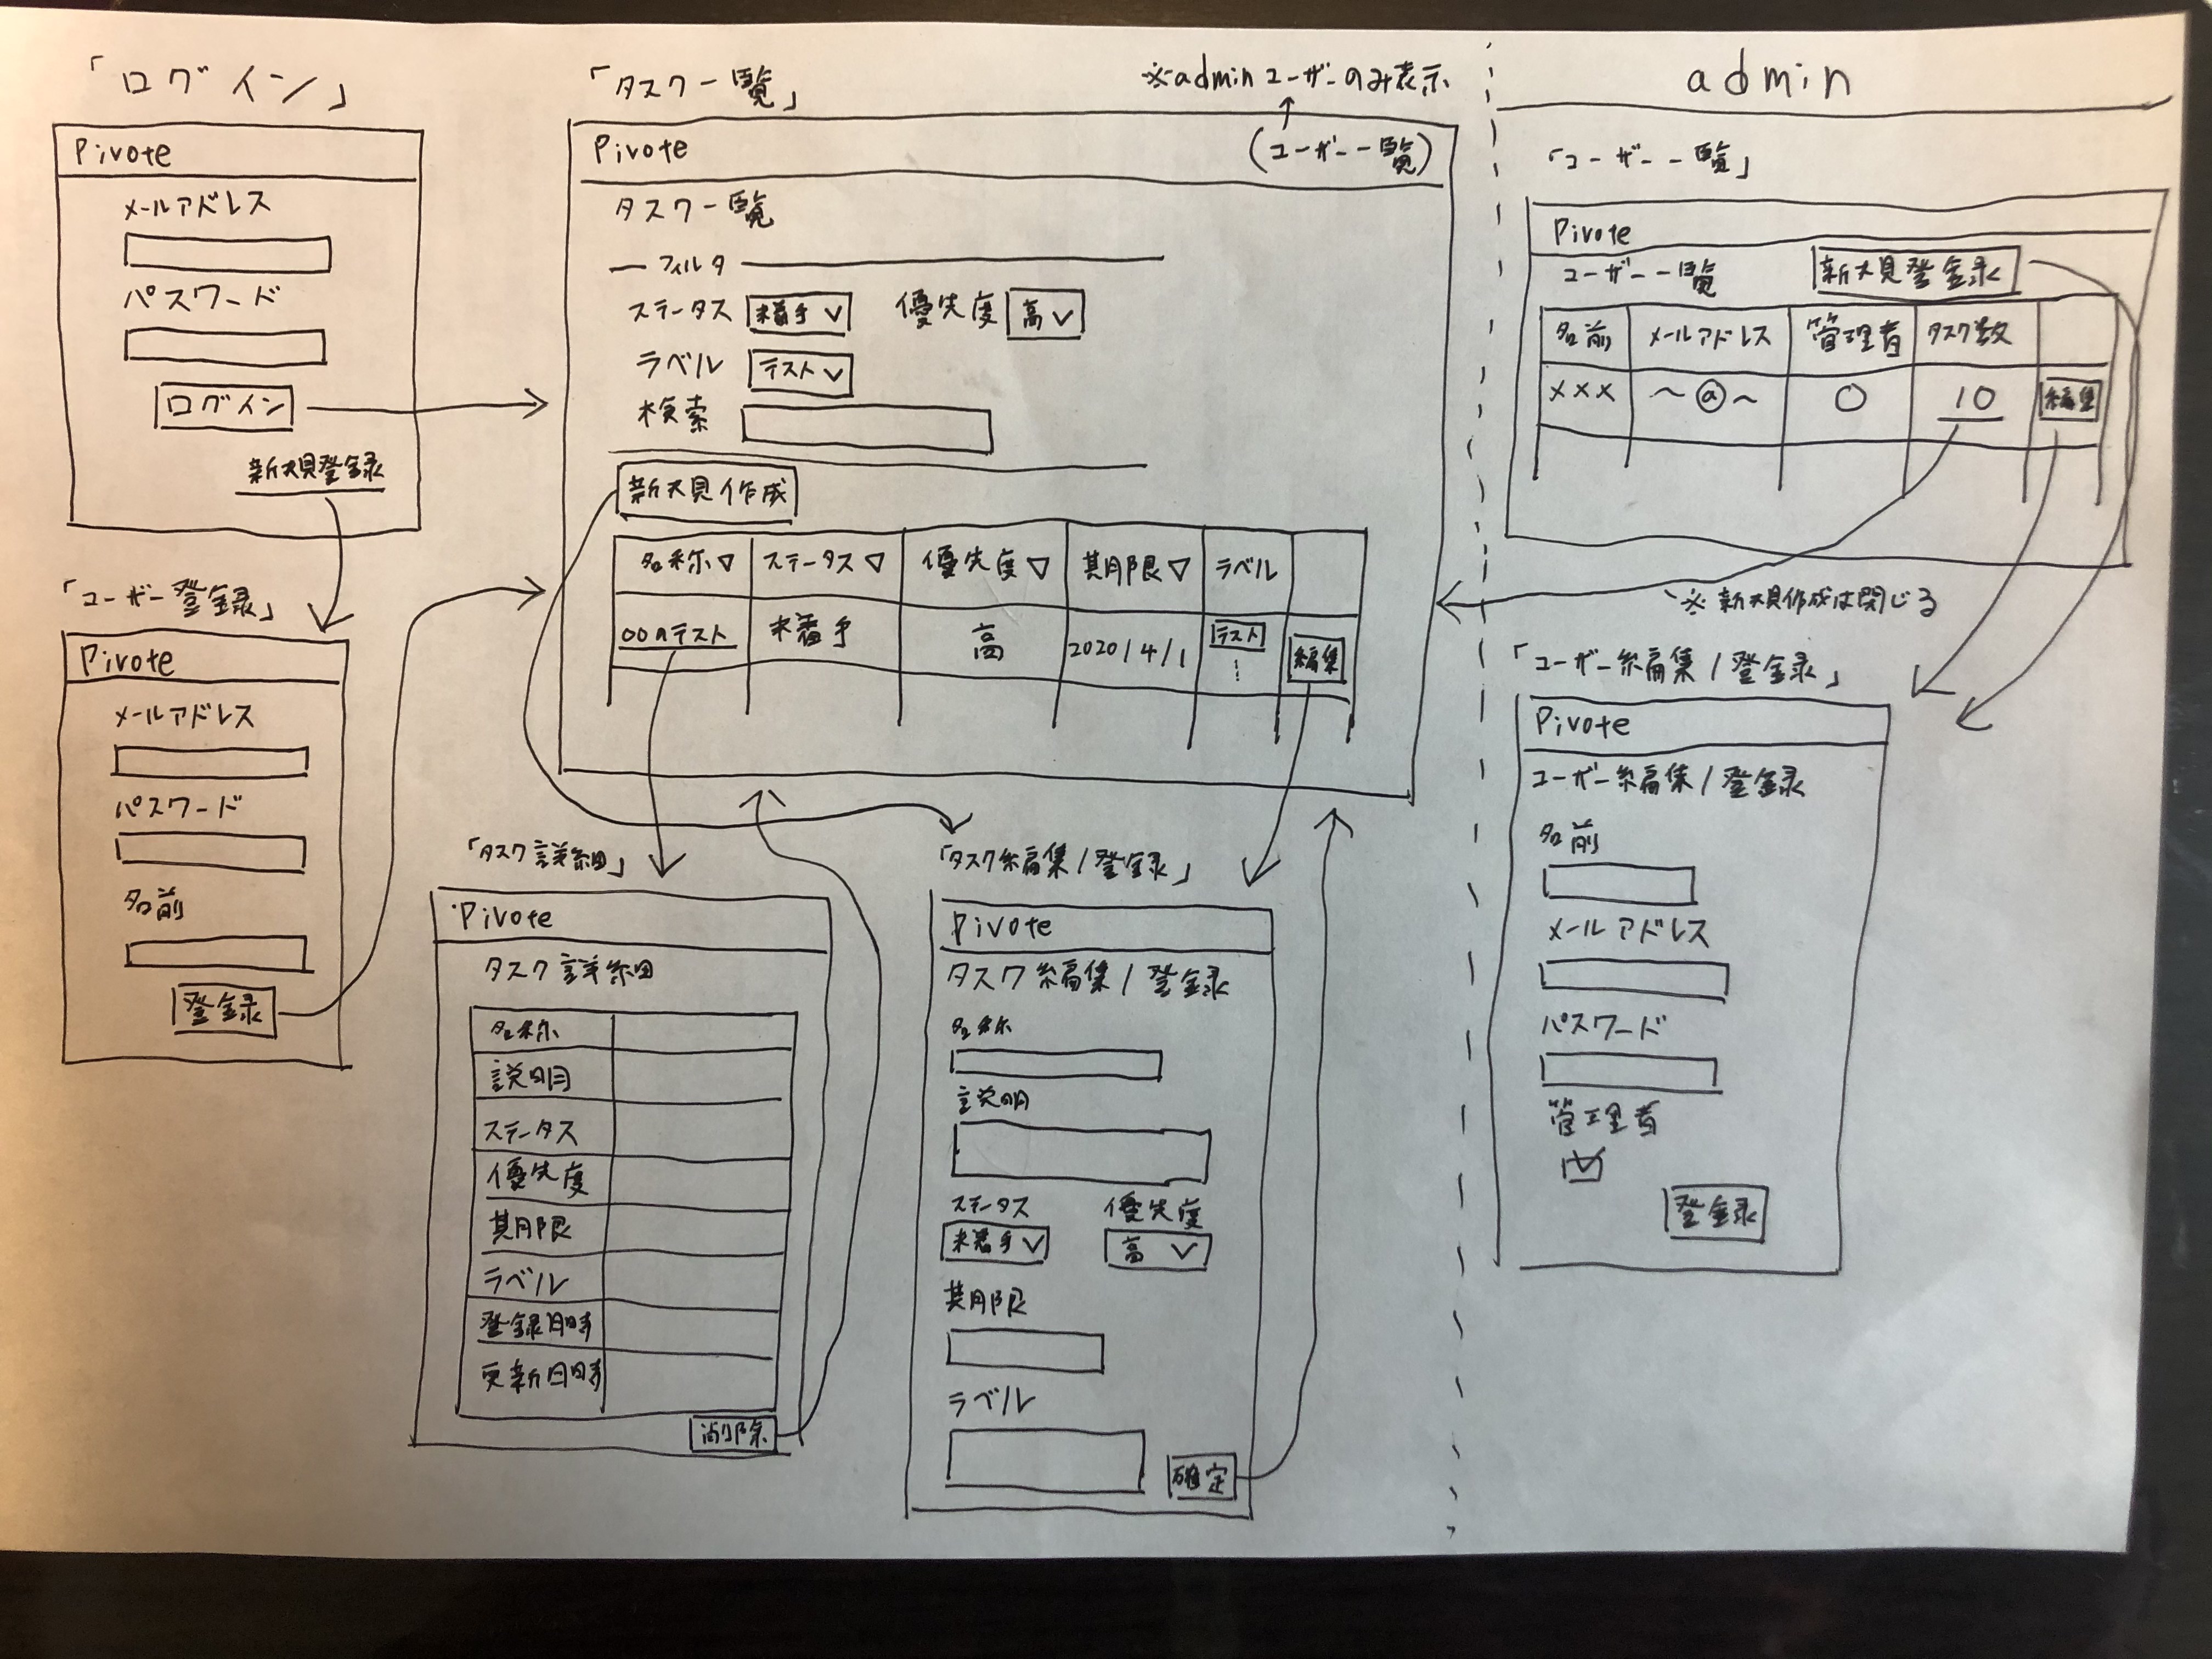 「ログイン」
Pivote
メールアドレス
パスワード
ログイン
新規登録
「ユーザー登録」
Pivote
メールアドレス
パスワード
名前
登録
「タスク一覧」
※adminユーザーのみ表示
Pivote
(ユーザー一覧)
タスク一覧
フィルタ
ステータス 未着手 優先度 高
ラベル テスト
検索
新規作成
名称▽ ステータス▽ 優先度▽ 期限▽ ラベル
〇〇のテスト 未着手 高 2020/4/1 テスト 編集
「タスク詳細」
Pivote
タスク詳細
名称
説明
ステータス
優先度
期限
ラベル
登録日時
更新日時
削除
「タスク編集/登録」
Pivote
タスク編集/登録
名称
説明
ステータス 優先度
未着手 高
期限
ラベル
確定
admin
「ユーザー一覧」
Pivote
ユーザー一覧 新規登録
名前 メールアドレス 管理者 タスク数
××× ～@～ 〇 10 編集
※新規作成は閉じる
「ユーザー編集/登録」
Pivote
ユーザー編集/登録
名前
メールアドレス
パスワード
管理者
登録